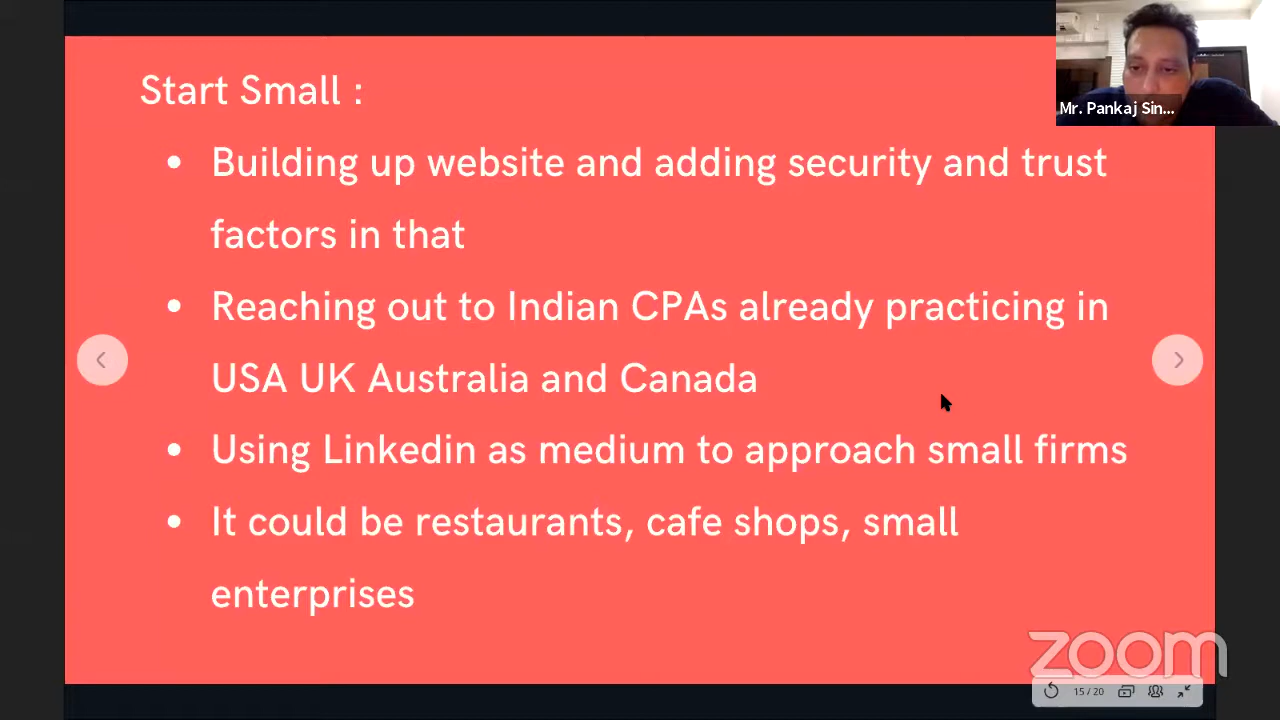 Start Small :
Mr. Pankaj Sin...
• Building up website and adding security and trust
factors in that
• Reaching out to Indian CPAs already practicing in
USA UK Australia and Canada
• Using Linkedin as medium to approach small firms
• It could be restaurants, cafe shops, small
enterprises
zoom
15 / 20